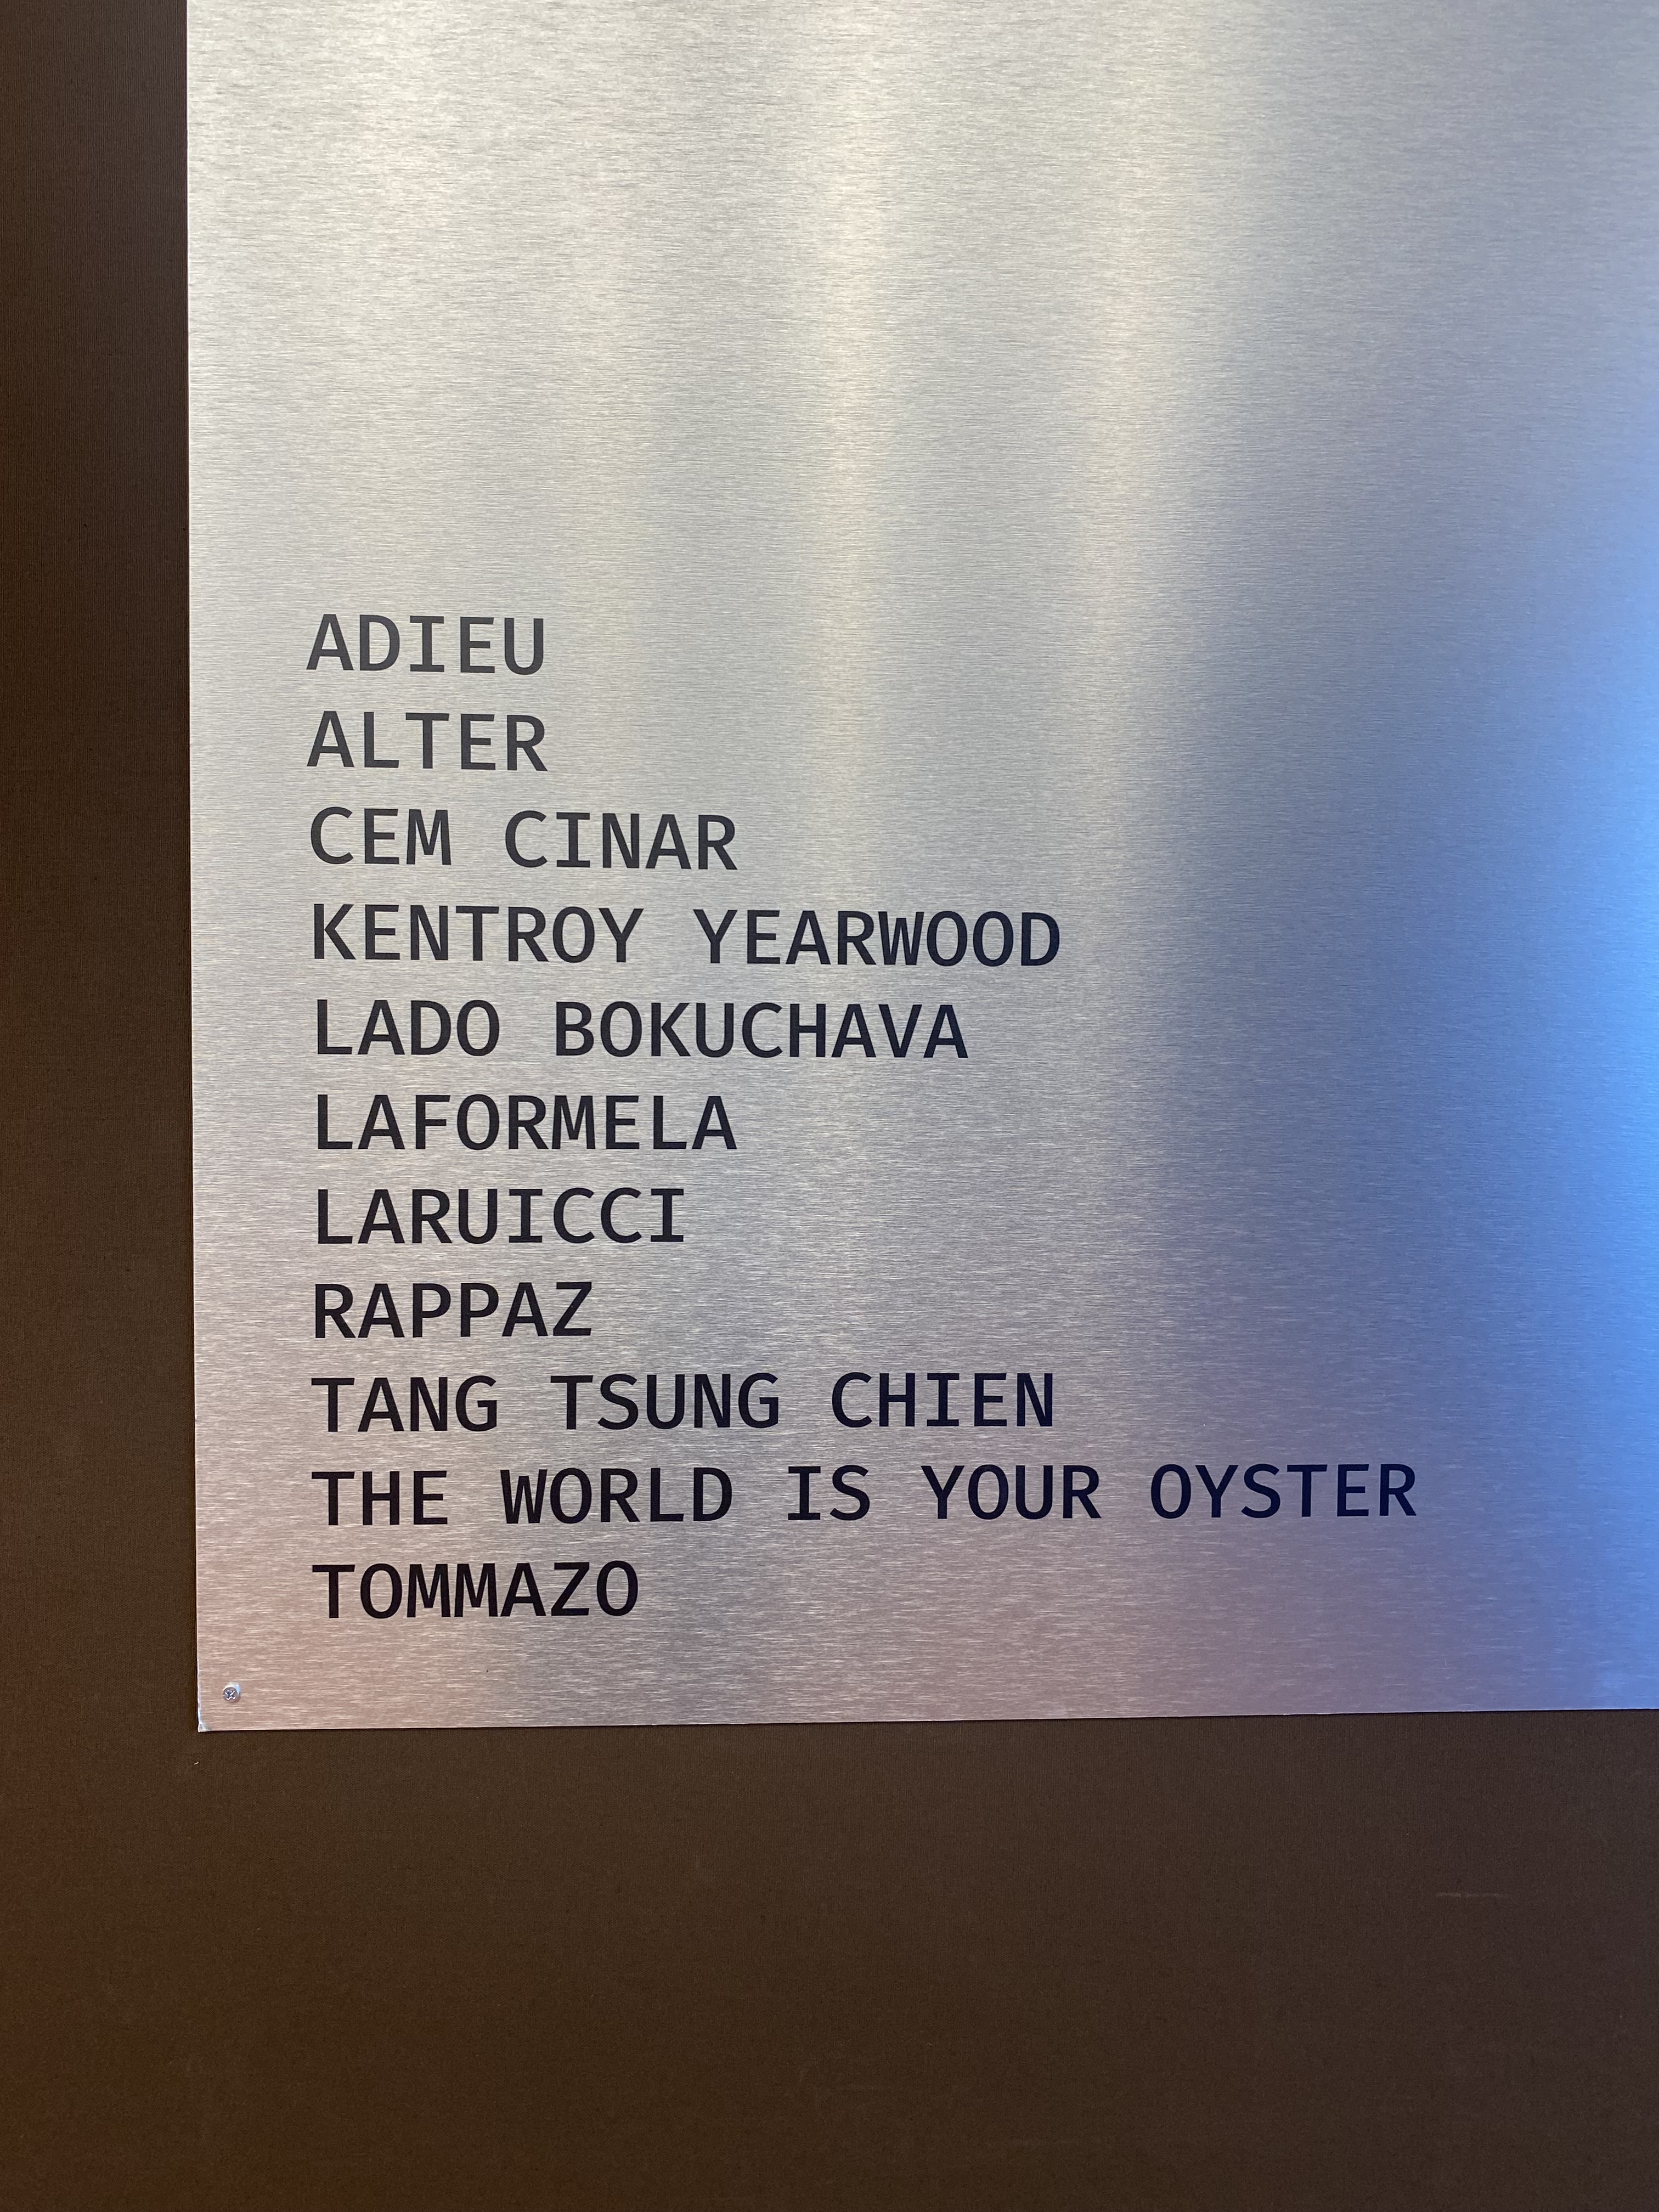 ADIEU
ALTER
CEM CINAR
KENTROY YEARWOOD
LADO BOKUCHAVA
LAFORMELA
LARUICCI
RAPPAZ
TANG TSUNG CHIEN
THE WORLD IS YOUR OYSTER
TOMMAZO